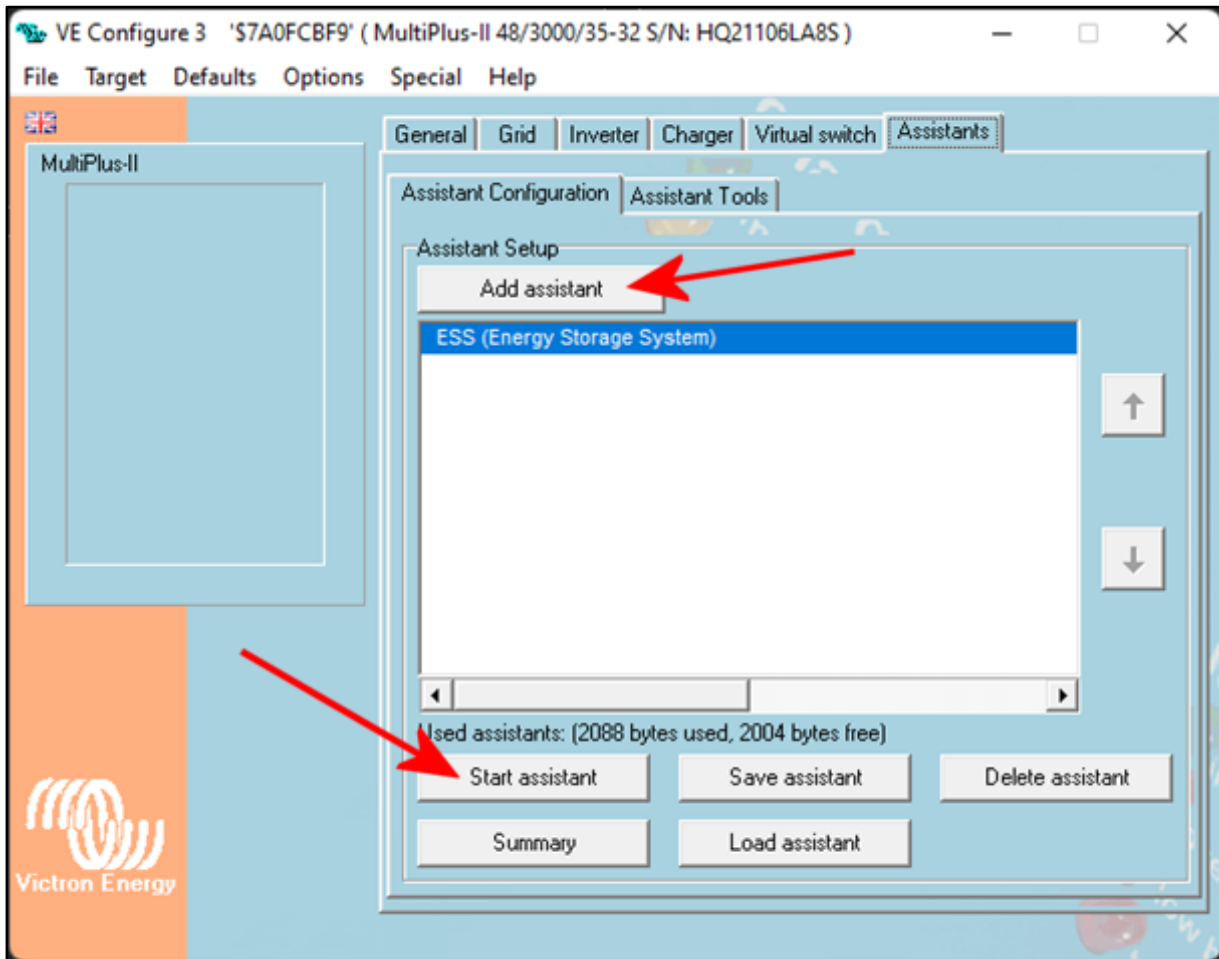 VE Configure 3 '$7A0FCBF9' ( MultiPlus-II 48/3000/35-32 S/N: HQ21106LA8S )
File Target Defaults Options Special Help
MultiPlus-II
General Grid Inverter Charger Virtual switch Assistants
Assistant Configuration Assistant Tools
Assistant Setup
Add assistant
ESS (Energy Storage System)
Used assistants: (2088 bytes used, 2004 bytes free)
Start assistant Save assistant Delete assistant
Summary Load assistant
Victron Energy